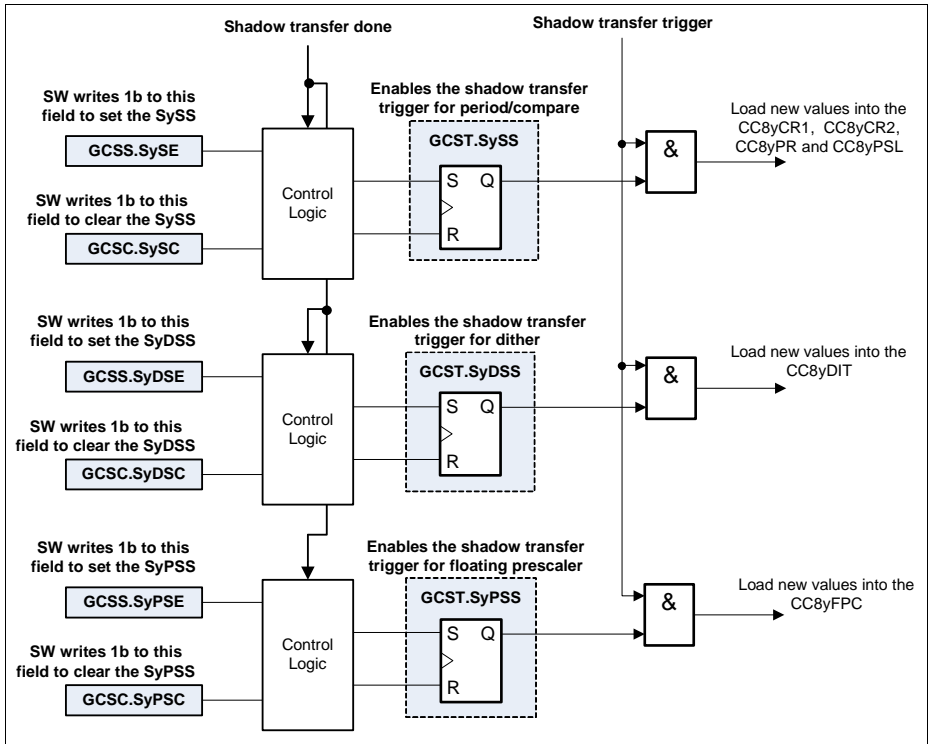 Shadow transfer done
Shadow transfer trigger
SW writes 1b to this
field to set the SySS
GCSS.SySE
SW writes 1b to this
field to clear the SySS
GCSC.SySC
Control
Logic
Enables the shadow transfer
trigger for period/compare
GCST.SySS
S Q
R
&
Load new values into the
CC8yCR1, CC8yCR2,
CC8yPR and CC8yPSL
SW writes 1b to this
field to set the SyDSS
GCSS.SyDSE
SW writes 1b to this
field to clear the SyDSS
GCSC.SyDSC
Control
Logic
Enables the shadow transfer
trigger for dither
GCST.SyDSS
S Q
R
&
Load new values into the
CC8yDIT
SW writes 1b to this
field to set the SyPSS
GCSS.SyPSE
SW writes 1b to this
field to clear the SyPSS
GCSC.SyPSC
Control
Logic
Enables the shadow transfer
trigger for floating prescaler
GCST.SyPSS
S Q
R
&
Load new values into the
CC8yFPC